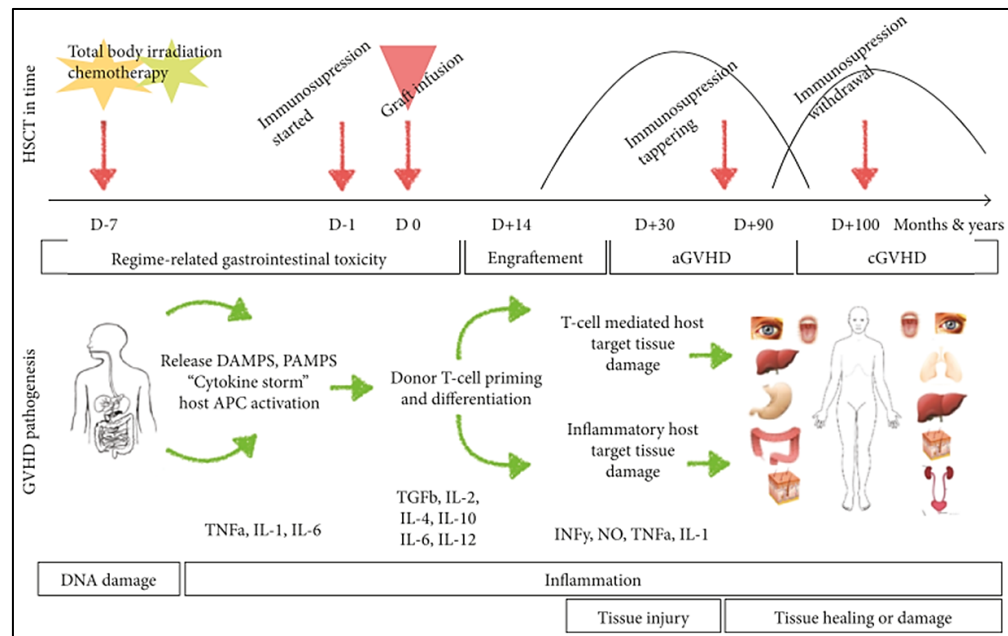 HSCT in time
Total body irradiation
chemotherapy
Immunosupression
started
Graft infusion
Immunosupression
tappering
Immunosupression
withdrawal
D-7
D-1
D 0
D+14
D+30
D+90
D+100
Months & years
Regime-related gastrointestinal toxicity
Engraftement
aGVHD
cGVHD
GVHD pathogenesis
Release DAMPS, PAMPS
“Cytokine storm”
host APC activation
Donor T-cell priming
and differentiation
T-cell mediated host
target tissue
damage
Inflammatory host
target tissue
damage
TNFa, IL-1, IL-6
TGFb, IL-2,
IL-4, IL-10
IL-6, IL-12
INFy, NO, TNFa, IL-1
DNA damage
Inflammation
Tissue injury
Tissue healing or damage